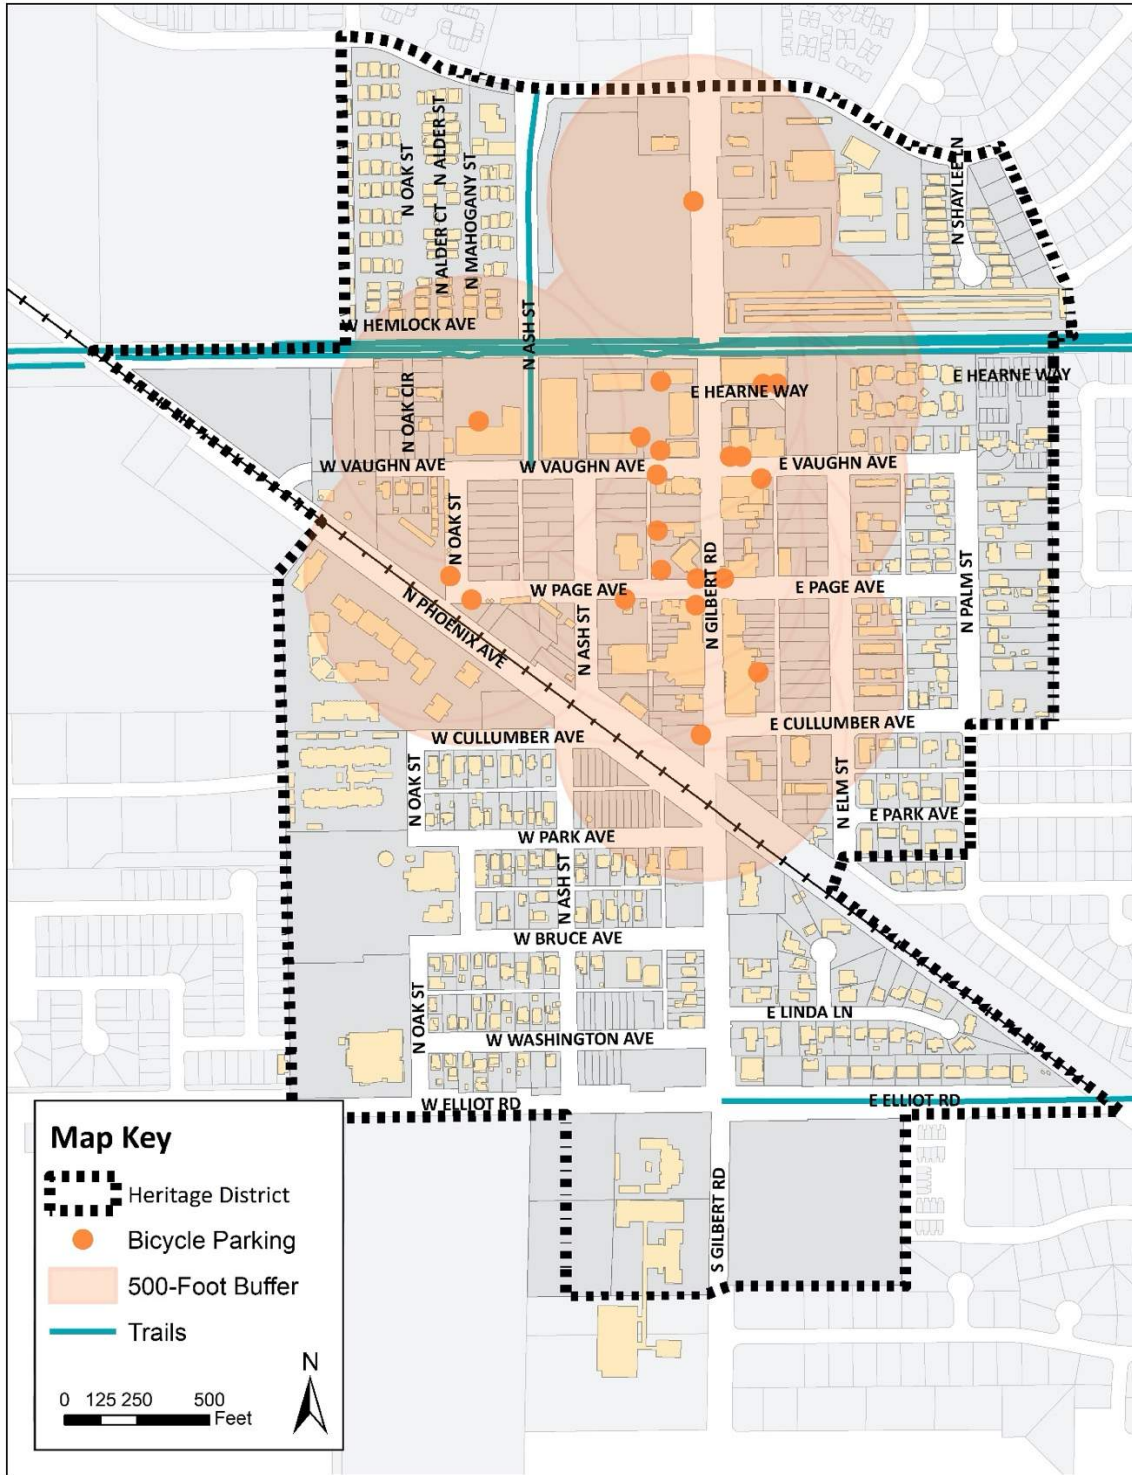 N OAK ST
N ALDER ST
N ALDER CT
N MAHOGANY ST
N SHAYLEE LN
W HEMLOCK AVE
N ASH ST
E HEARNE WAY
E HEARNE WAY
N OAK CIR
W VAUGHN AVE
W VAUGHN AVE
E VAUGHN AVE
N OAK ST
N GILBERT RD
N PALM ST
W PAGE AVE
E PAGE AVE
N PHOENIX AVE
N ASH ST
W CULLUMBER AVE
E CULLUMBER AVE
N OAK ST
N ELM ST
E PARK AVE
W PARK AVE
N ASH ST
W BRUCE AVE
N OAK ST
E LINDA LN
W WASHINGTON AVE
W ELLIOT RD
E ELLIOT RD
S GILBERT RD
Map Key
Heritage District
Bicycle Parking
500-Foot Buffer
Trails
N
0 125 250 500
Feet